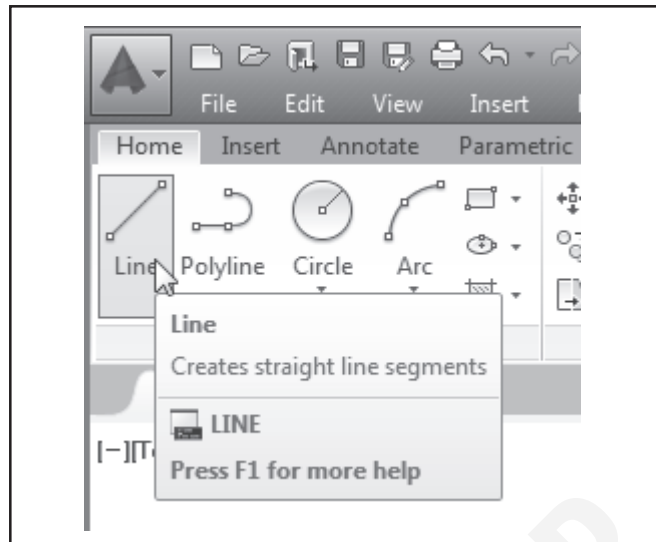 File Edit View Insert
Home Insert Annotate Parametric
Line Polyline Circle Arc
Line
Creates straight line segments
LINE
[−][T
Press F1 for more help